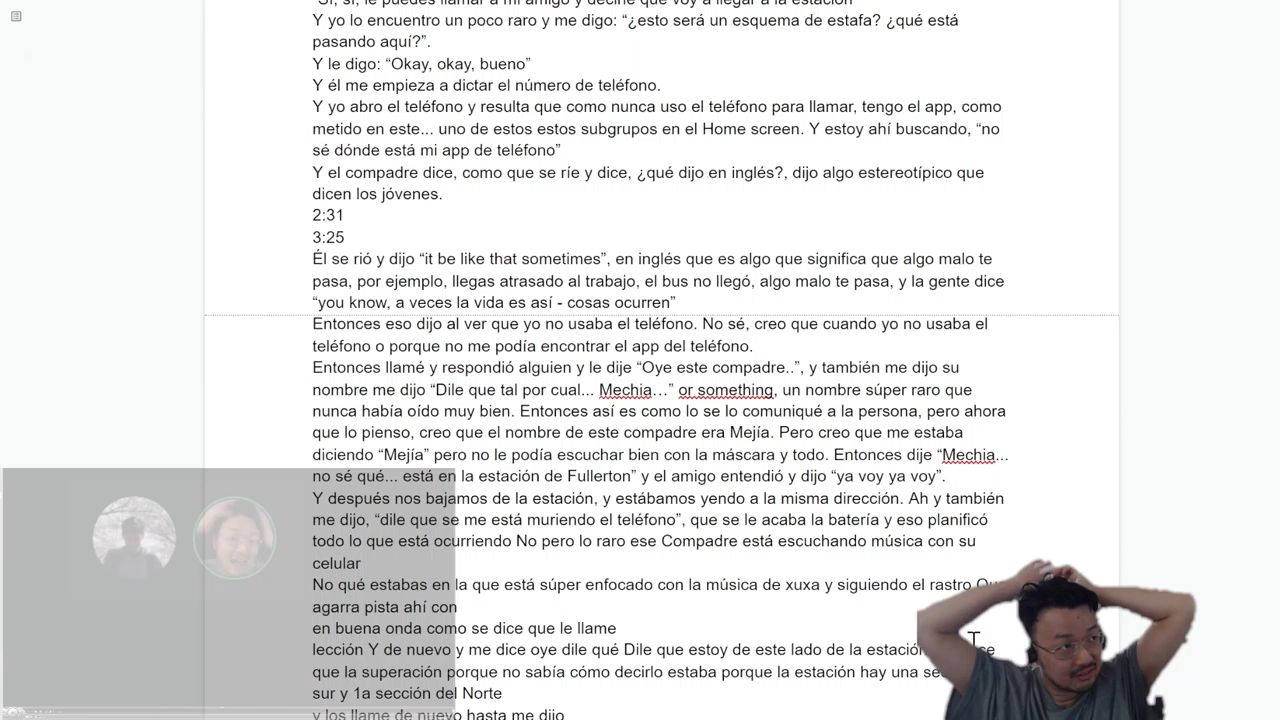 "Sí, sí, le puedes llamar a mi amigo y decirle que voy a llegar a la estación"
Y yo lo encuentro un poco raro y me digo: “¿esto será un esquema de estafa? ¿qué está
pasando aquí?”.
Y le digo: “Okay, okay, bueno”
Y él me empieza a dictar el número de teléfono.
Y yo abro el teléfono y resulta que como nunca uso el teléfono para llamar, tengo el app, como
metido en este... uno de estos estos subgrupos en el Home screen. Y estoy ahí buscando, “no
sé dónde está mi app de teléfono”
Y el compadre dice, como que se ríe y dice, ¿qué dijo en inglés?, dijo algo estereotípico que
dicen los jóvenes.
2:31
3:25
Él se rió y dijo “it be like that sometimes”, en inglés que es algo que significa que algo malo te
pasa, por ejemplo, llegas atrasado al trabajo, el bus no llegó, algo malo te pasa, y la gente dice
“you know, a veces la vida es así - cosas ocurren”
Entonces eso dijo al ver que yo no usaba el teléfono. No sé, creo que cuando yo no usaba el
teléfono o porque no me podía encontrar el app del teléfono.
Entonces llamé y respondió alguien y le dije “Oye este compadre..”, y también me dijo su
nombre me dijo “Dile que tal por cual... Mechia…” or something, un nombre súper raro que
nunca había oído muy bien. Entonces así es como lo se lo comuniqué a la persona, pero ahora
que lo pienso, creo que el nombre de este compadre era Mejía. Pero creo que me estaba
diciendo “Mejía” pero no le podía escuchar bien con la máscara y todo. Entonces dije “Mechia...
no sé qué... está en la estación de Fullerton” y el amigo entendió y dijo “ya voy ya voy”.
Y después nos bajamos de la estación, y estábamos yendo a la misma dirección. Ah y también
me dijo, “dile que se me está muriendo el teléfono”, que se le acaba la batería y eso planificó
todo lo que está ocurriendo No pero lo raro ese Compadre está escuchando música con su
celular
No qué estabas en la que está súper enfocado con la música de xuxa y siguiendo el rastro
agarra pista ahí con
en buena onda como se dice que le llame
lección Y de nuevo y me dice oye dile qué Dile que estoy de este lado de la estación
que la superación porque no sabía cómo decirlo estaba porque la estación hay una
sur y 1a sección del Norte
y los llame de nuevo hasta me dijo